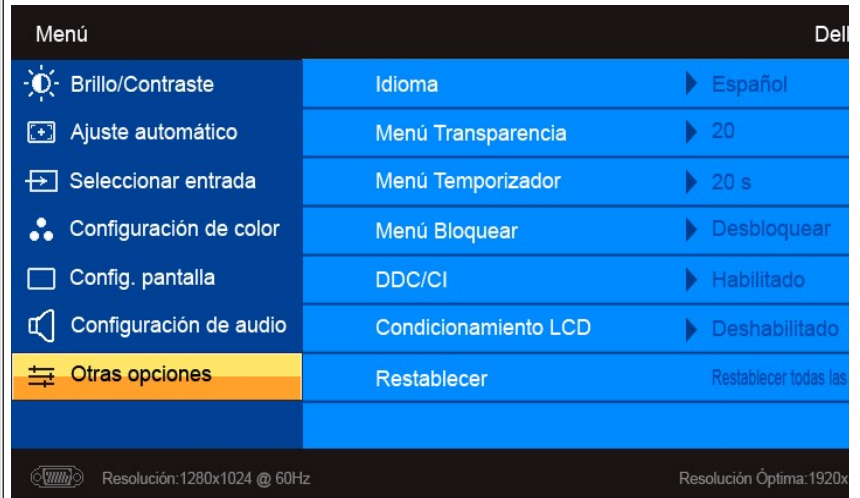 Menú Dell
Brillo/Contraste
Ajuste automático
Seleccionar entrada
Configuración de color
Config. pantalla
Configuración de audio
Otras opciones
Idioma Español
Menú Transparencia 20
Menú Temporizador 20 s
Menú Bloquear Desbloquear
DDC/CI Habilitado
Condicionamiento LCD Deshabilitado
Restablecer Restablecer todas las
Resolución:1280x1024 @ 60Hz Resolución Óptima:1920x